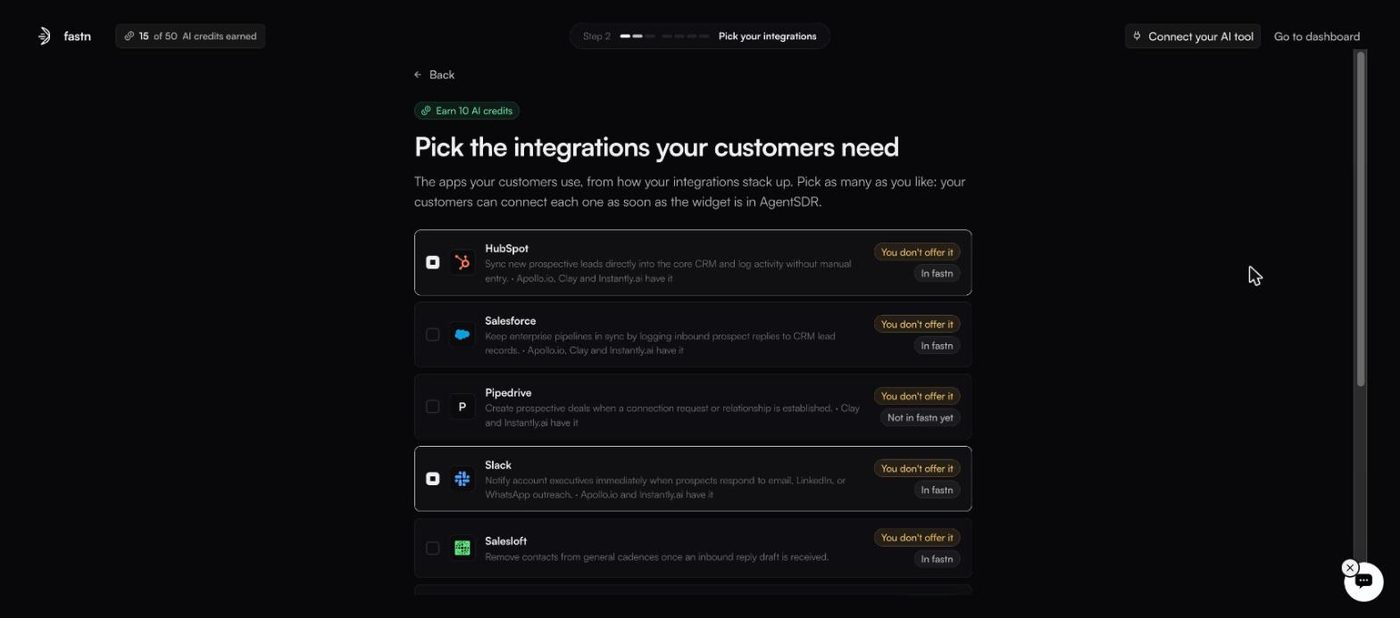 fastn
15 of 50 AI credits earned
Step 2
Pick your integrations
Connect your AI tool
Go to dashboard
Back
Earn 10 AI credits
Pick the integrations your customers need
The apps your customers use, from how your integrations stack up. Pick as many as you like: your
customers can connect each one as soon as the widget is in AgentSDR.
HubSpot
Sync new prospective leads directly into the core CRM and log activity without manual
entry. · Apollo.io, Clay and Instantly.ai have it
You don't offer it
In fastn
Salesforce
Keep enterprise pipelines in sync by logging inbound prospect replies to CRM lead
records. · Apollo.io, Clay and Instantly.ai have it
You don't offer it
In fastn
P
Pipedrive
Create prospective deals when a connection request or relationship is established. · Clay
and Instantly.ai have it
You don't offer it
Not in fastn yet
Slack
Notify account executives immediately when prospects respond to email, LinkedIn, or
WhatsApp outreach. · Apollo.io and Instantly.ai have it
You don't offer it
In fastn
Salesloft
Remove contacts from general cadences once an inbound reply draft is received.
You don't offer it
In fastn